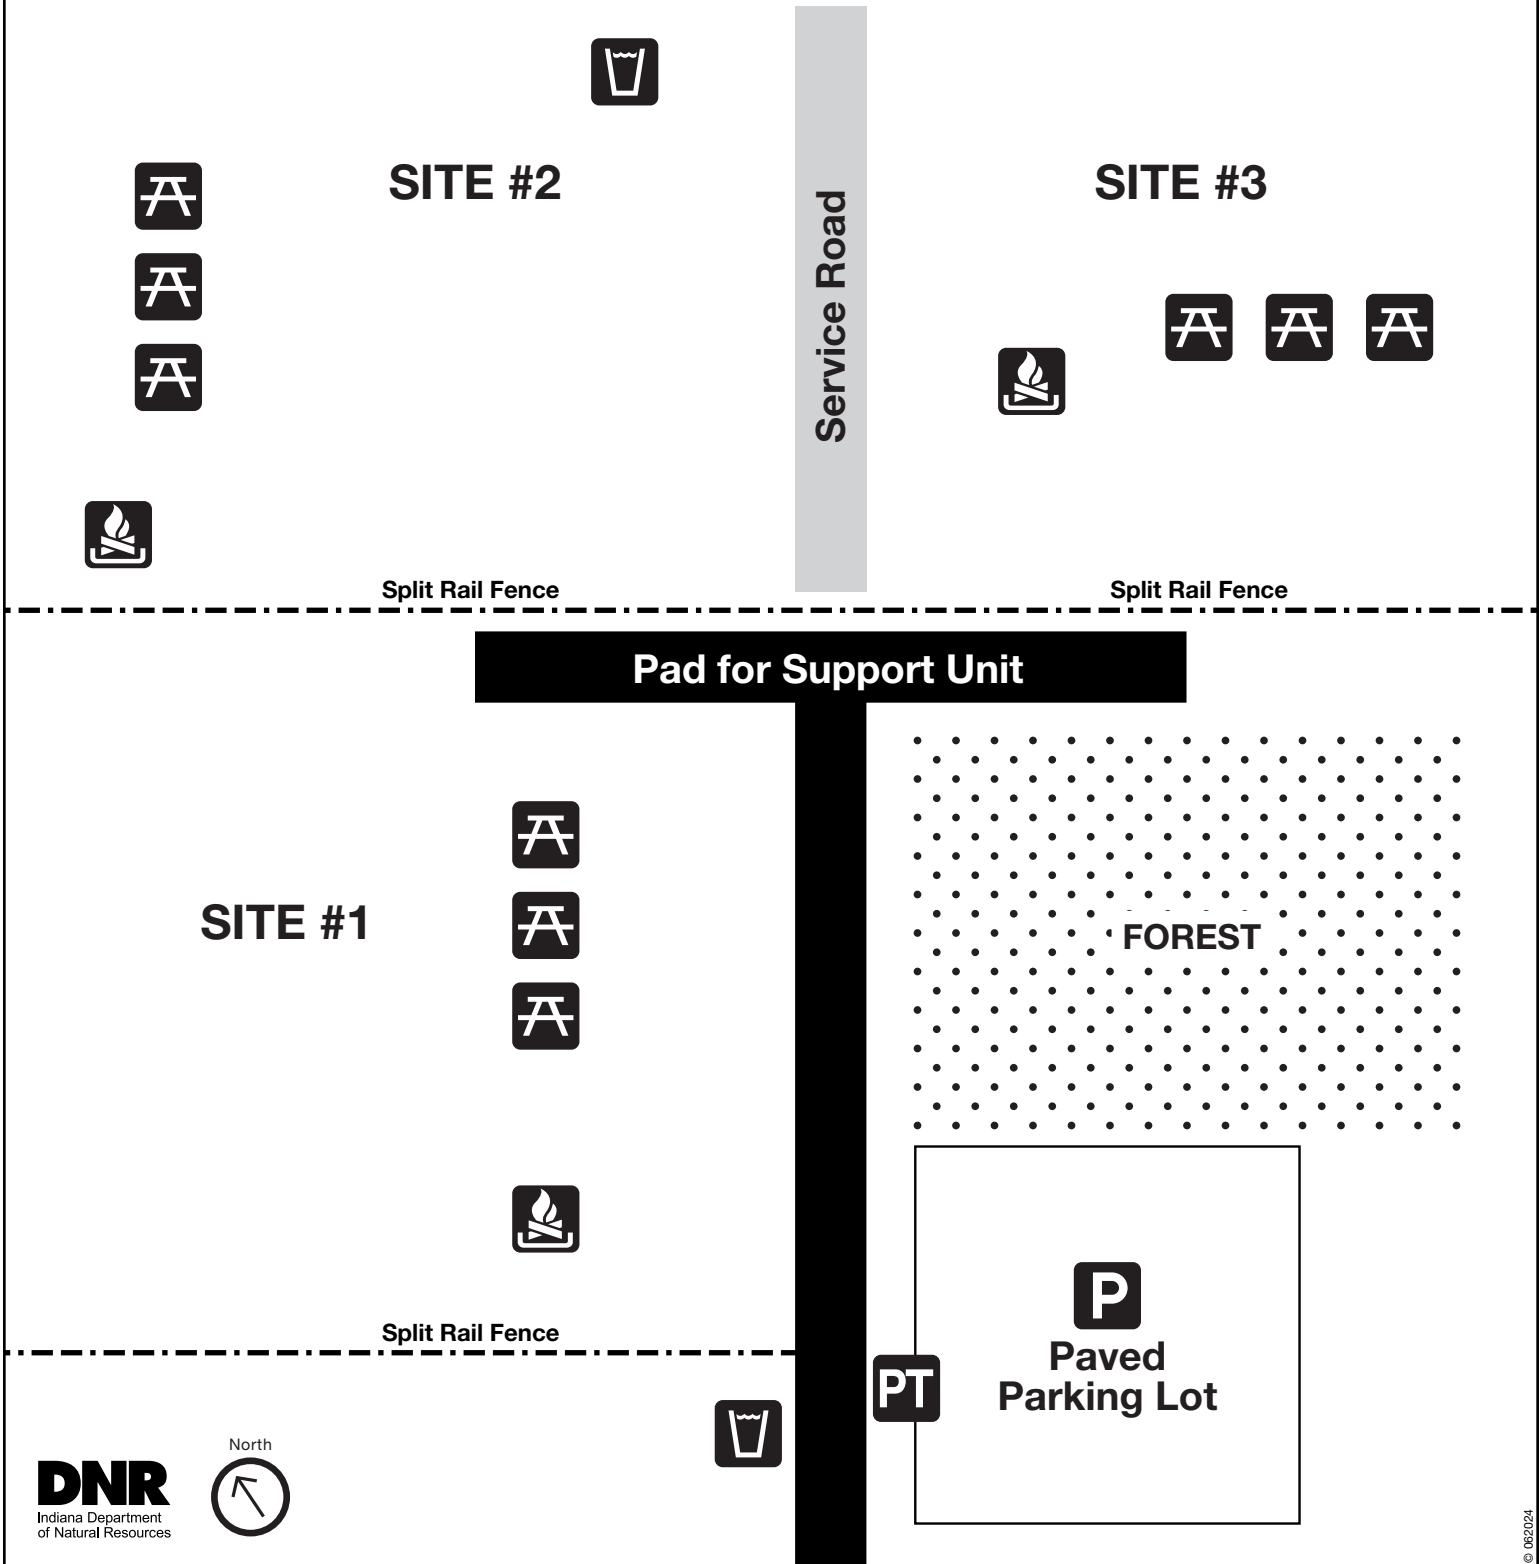 SITE #2
SITE #3
Service Road
Split Rail Fence
Split Rail Fence
Pad for Support Unit
SITE #1
FOREST
Split Rail Fence
P
Paved
Parking Lot
PT
North
DNR
Indiana Department
of Natural Resources
© 062024